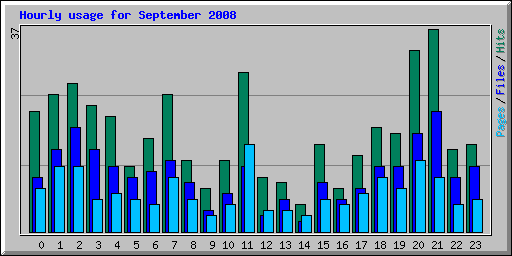 Hourly usage for September 2008
37
Pages/Files/Hits
0 1 2 3 4 5 6 7 8 9 10 11 12 13 14 15 16 17 18 19 20 21 22 23